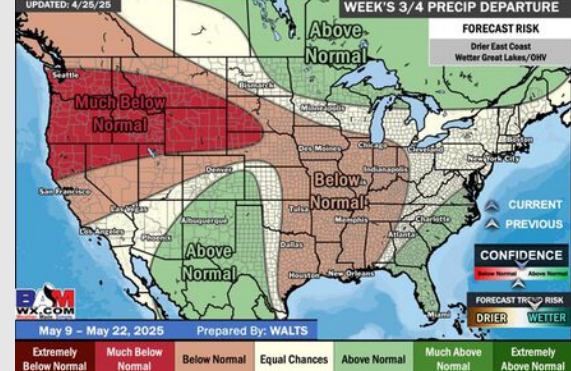 UPDATED: 4/25/25
WEEK'S 3/4 PRECIP DEPARTURE
FORECAST RISK
Drier East Coast
Wetter Great Lakes/OHV
Above
Normal
Seattle
Bismarck
Much Below
Normal
Minneapolis
Boston
Des Moines
Chicago
Cleveland
New York City
Denver
Indianapolis
San Francisco
Below
Normal
Las Vegas
Tulsa
Memphis
Charlotte
Los Angeles
Albuquerque
Phoenix
Atlanta
Above
Normal
Dallas
Houston
New Orleans
Miami
CURRENT
PREVIOUS
CONFIDENCE
Below Normal Above Normal
FORECAST TREND RISK
DRIER WETTER
BAM
WX.COM
May 9 – May 22, 2025 Prepared By: WALTS
Extremely Below Normal
Much Below Normal
Below Normal
Equal Chances
Above Normal
Much Above Normal
Extremely Above Normal